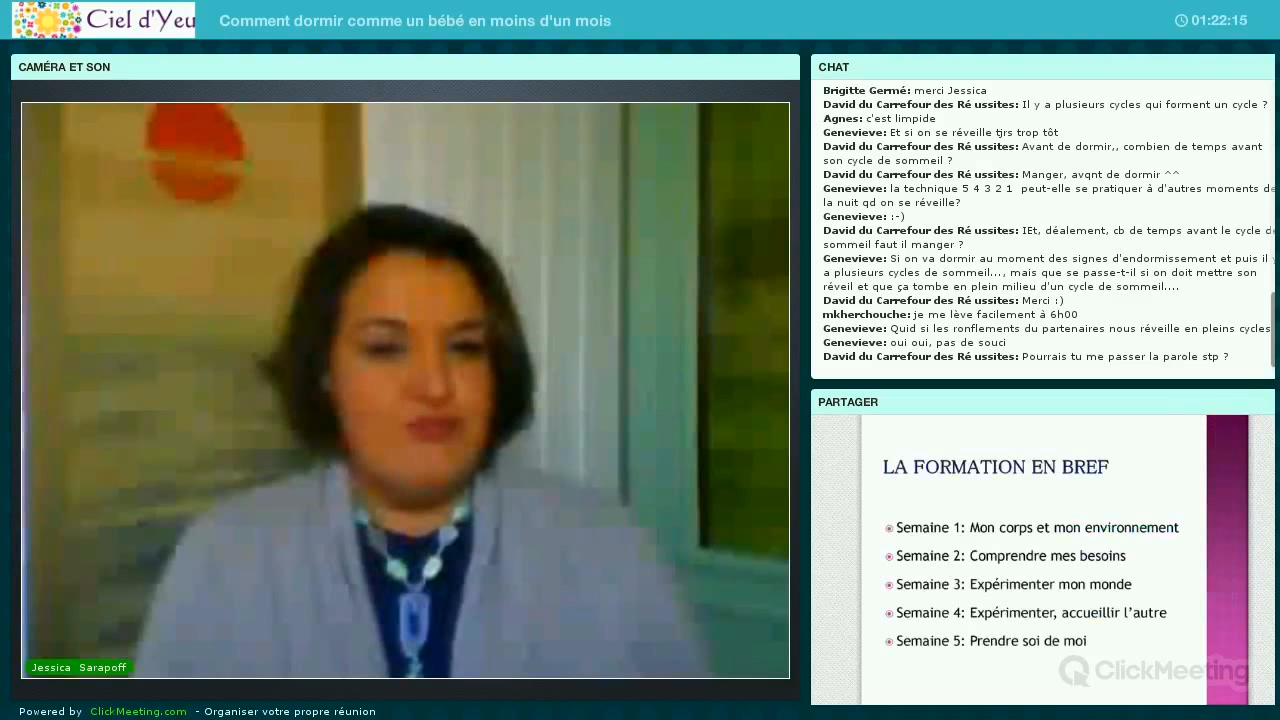 Ciel d'Yeu
Comment dormir comme un bébé en moins d'un mois
01:22:15
CAMÉRA ET SON
Jessica Sarapoff
CHAT
Brigitte Germé: merci Jessica
David du Carrefour des Ré ussites: Il y a plusieurs cycles qui forment un cycle ?
Agnes: c'est limpide
Genevieve: Et si on se réveille tjrs trop tôt
David du Carrefour des Ré ussites: Avant de dormir,, combien de temps avant
son cycle de sommeil ?
David du Carrefour des Ré ussites: Manger, avqnt de dormir ^^
Genevieve: la technique 5 4 3 2 1 peut-elle se pratiquer à d'autres moments de
la nuit qd on se réveille?
Genevieve: :-)
David du Carrefour des Ré ussites: IEt, déalement, cb de temps avant le cycle de
sommeil faut il manger ?
Genevieve: Si on va dormir au moment des signes d'endormissement et puis il y
a plusieurs cycles de sommeil..., mais que se passe-t-il si on doit mettre son
réveil et que ça tombe en plein milieu d'un cycle de sommeil....
David du Carrefour des Ré ussites: Merci :)
mkherchouche: je me lève facilement à 6h00
Genevieve: Quid si les ronflements du partenaires nous réveille en pleins cycles
Genevieve: oui oui, pas de souci
David du Carrefour des Ré ussites: Pourrais tu me passer la parole stp ?
PARTAGER
LA FORMATION EN BREF
Semaine 1: Mon corps et mon environnement
Semaine 2: Comprendre mes besoins
Semaine 3: Expérimenter mon monde
Semaine 4: Expérimenter, accueillir l'autre
Semaine 5: Prendre soi de moi
ClickMeeting
Powered by ClickMeeting.com - Organiser votre propre réunion